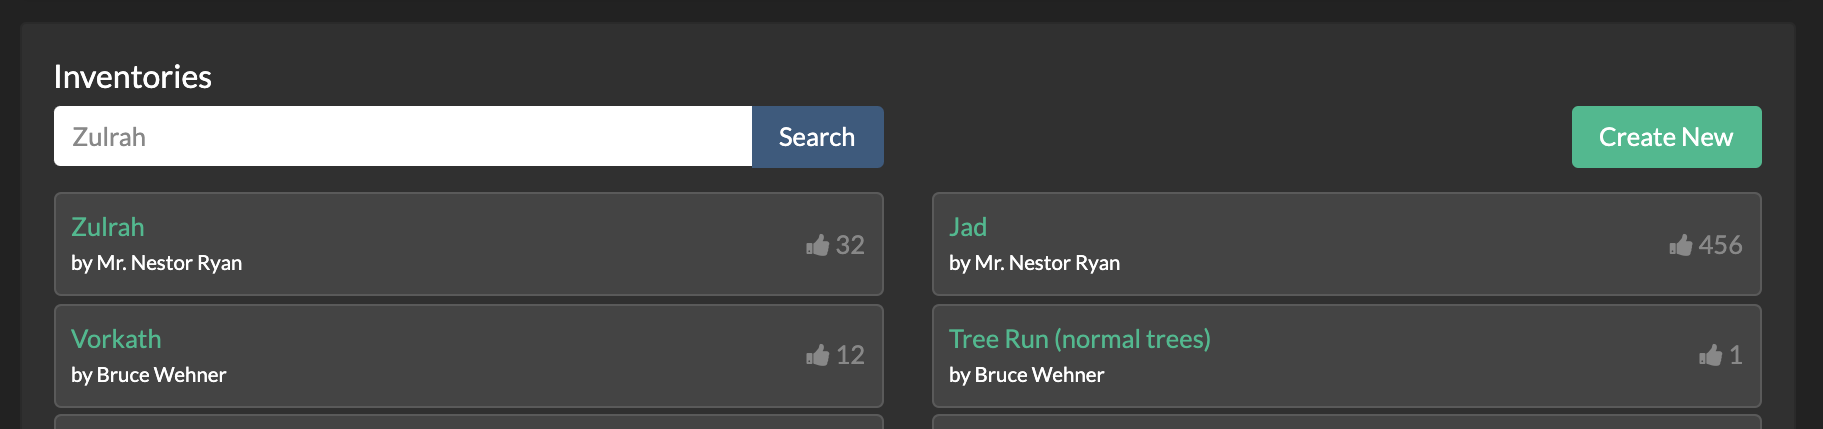 Inventories
Zulrah
Search
Create New
Zulrah
by Mr. Nestor Ryan
32
Jad
by Mr. Nestor Ryan
456
Vorkath
by Bruce Wehner
12
Tree Run (normal trees)
by Bruce Wehner
1